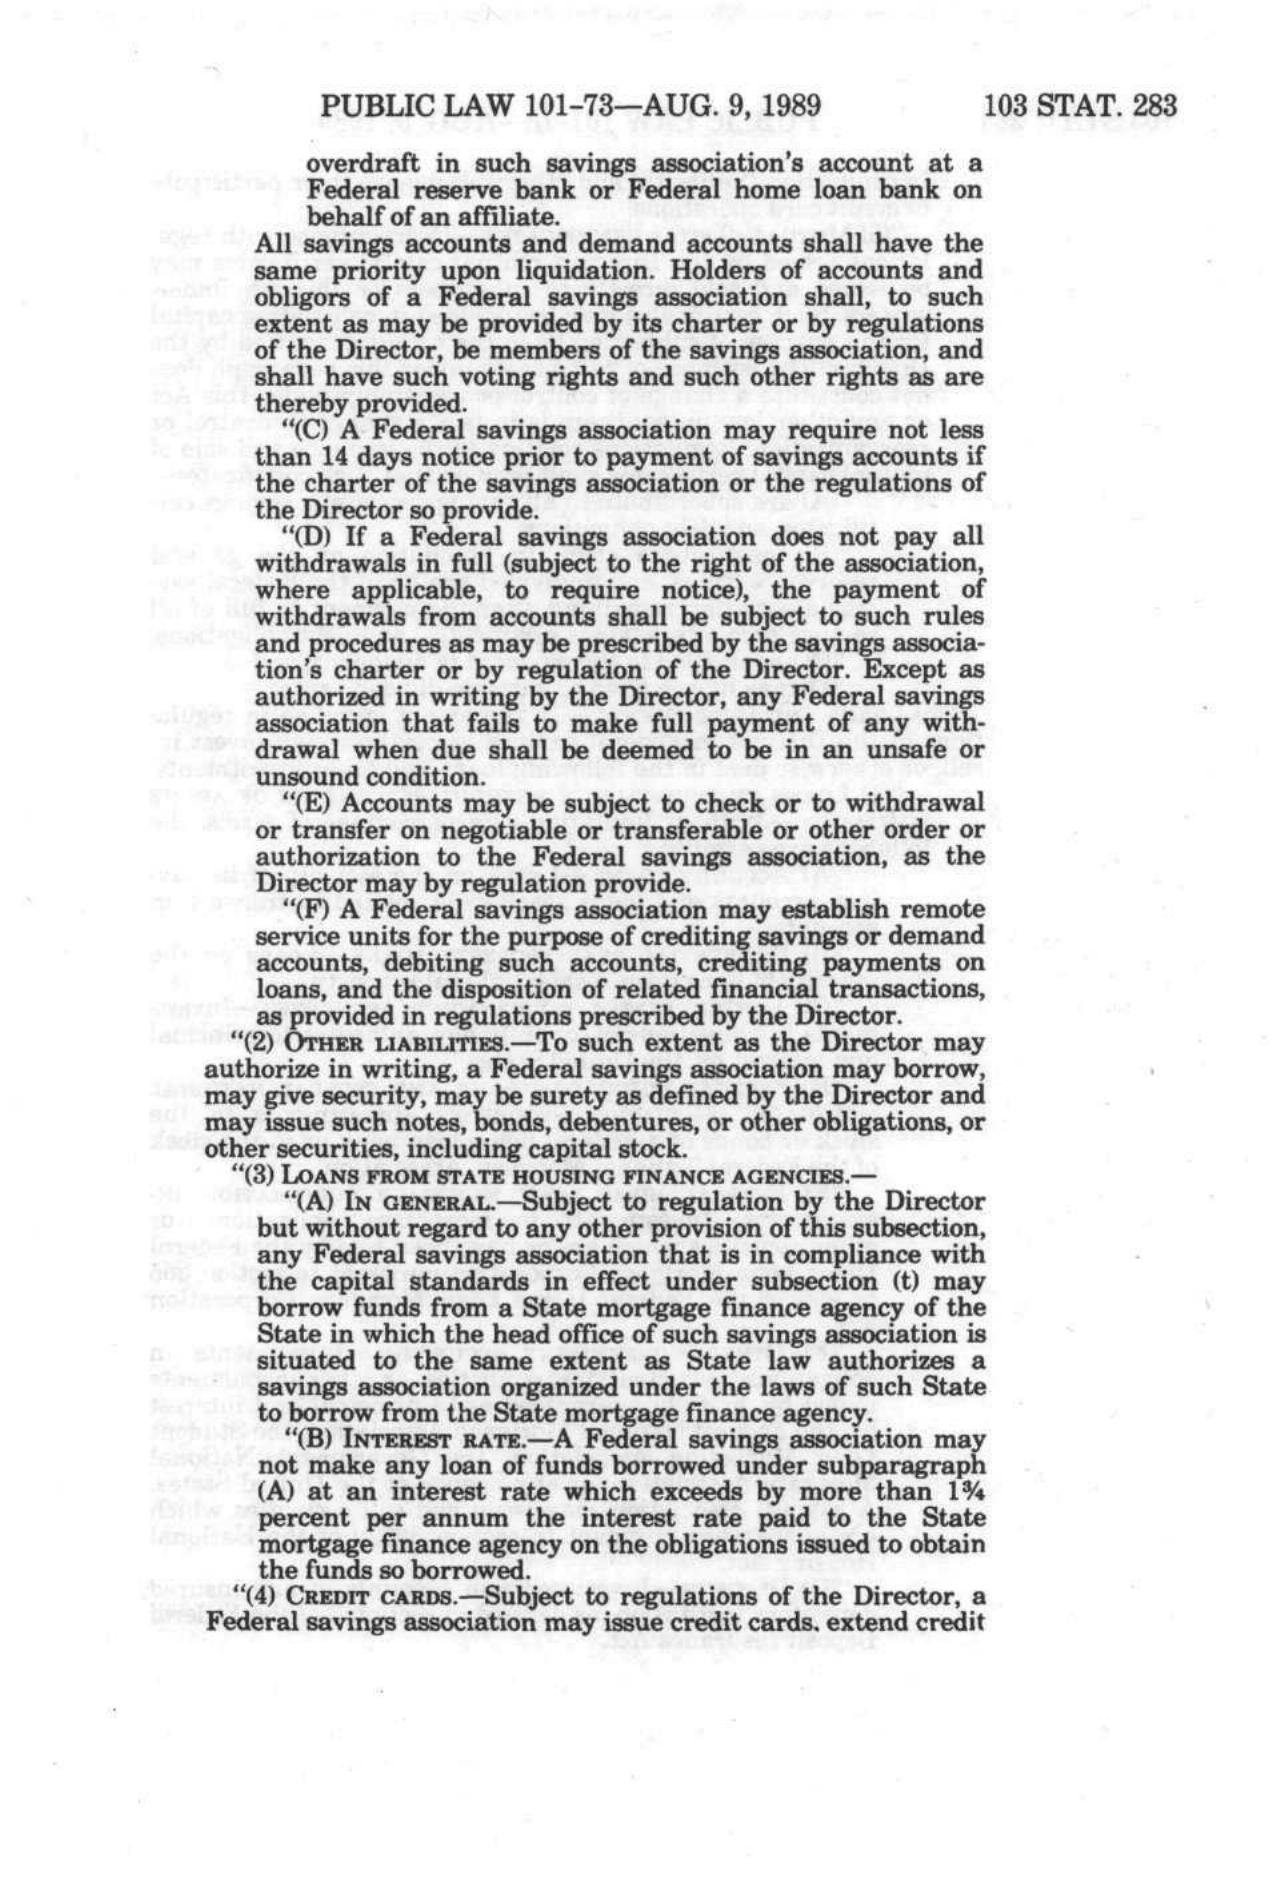 PUBLIC LAW 101-73—AUG. 9, 1989 103 STAT. 283
overdraft in such savings association's account at a
Federal reserve bank or Federal home loan bank on
behalf of an affiliate.
All savings accounts and demand accounts shall have the
same priority upon liquidation. Holders of accounts and
obligors of a Federal savings association shall, to such
extent as may be provided by its charter or by regulations
of the Director, be members of the savings association, and
shall have such voting rights and such other rights as are
thereby provided.
“(C) A Federal savings association may require not less
than 14 days notice prior to payment of savings accounts if
the charter of the savings association or the regulations of
the Director so provide.
“(D) If a Federal savings association does not pay all
withdrawals in full (subject to the right of the association,
where applicable, to require notice), the payment of
withdrawals from accounts shall be subject to such rules
and procedures as may be prescribed by the savings associa-
tion's charter or by regulation of the Director. Except as
authorized in writing by the Director, any Federal savings
association that fails to make full payment of any with-
drawal when due shall be deemed to be in an unsafe or
unsound condition.
“(E) Accounts may be subject to check or to withdrawal
or transfer on negotiable or transferable or other order or
authorization to the Federal savings association, as the
Director may by regulation provide.
“(F) A Federal savings association may establish remote
service units for the purpose of crediting savings or demand
accounts, debiting such accounts, crediting payments on
loans, and the disposition of related financial transactions,
as provided in regulations prescribed by the Director.
“(2) OTHER LIABILITIES.—To such extent as the Director may
authorize in writing, a Federal savings association may borrow,
may give security, may be surety as defined by the Director and
may issue such notes, bonds, debentures, or other obligations, or
other securities, including capital stock.
“(3) LOANS FROM STATE HOUSING FINANCE AGENCIES.—
“(A) IN GENERAL.—Subject to regulation by the Director
but without regard to any other provision of this subsection,
any Federal savings association that is in compliance with
the capital standards in effect under subsection (t) may
borrow funds from a State mortgage finance agency of the
State in which the head office of such savings association is
situated to the same extent as State law authorizes a
savings association organized under the laws of such State
to borrow from the State mortgage finance agency.
“(B) INTEREST RATE.—A Federal savings association may
not make any loan of funds borrowed under subparagraph
(A) at an interest rate which exceeds by more than 1¾
percent per annum the interest rate paid to the State
mortgage finance agency on the obligations issued to obtain
the funds so borrowed.
“(4) CREDIT CARDS.—Subject to regulations of the Director, a
Federal savings association may issue credit cards, extend credit